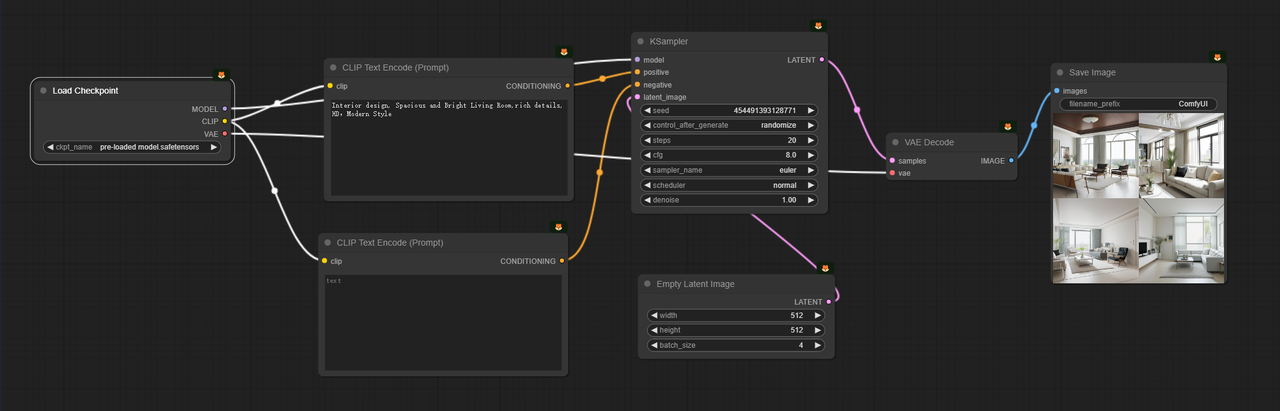 Load Checkpoint
MODEL
CLIP
VAE
ckpt_name pre-loaded model.safetensors
CLIP Text Encode (Prompt)
clip CONDITIONING
Interior design, Spacious and Bright Living Room,rich details,
HD, Modern Style
CLIP Text Encode (Prompt)
clip CONDITIONING
text
KSampler
model LATENT
positive
negative
latent_image
seed 454491393128771
control_after_generate randomize
steps 20
cfg 8.0
sampler_name euler
scheduler normal
denoise 1.00
Empty Latent Image
LATENT
width 512
height 512
batch_size 4
VAE Decode
samples IMAGE
vae
Save Image
images
filename_prefix ComfyUI